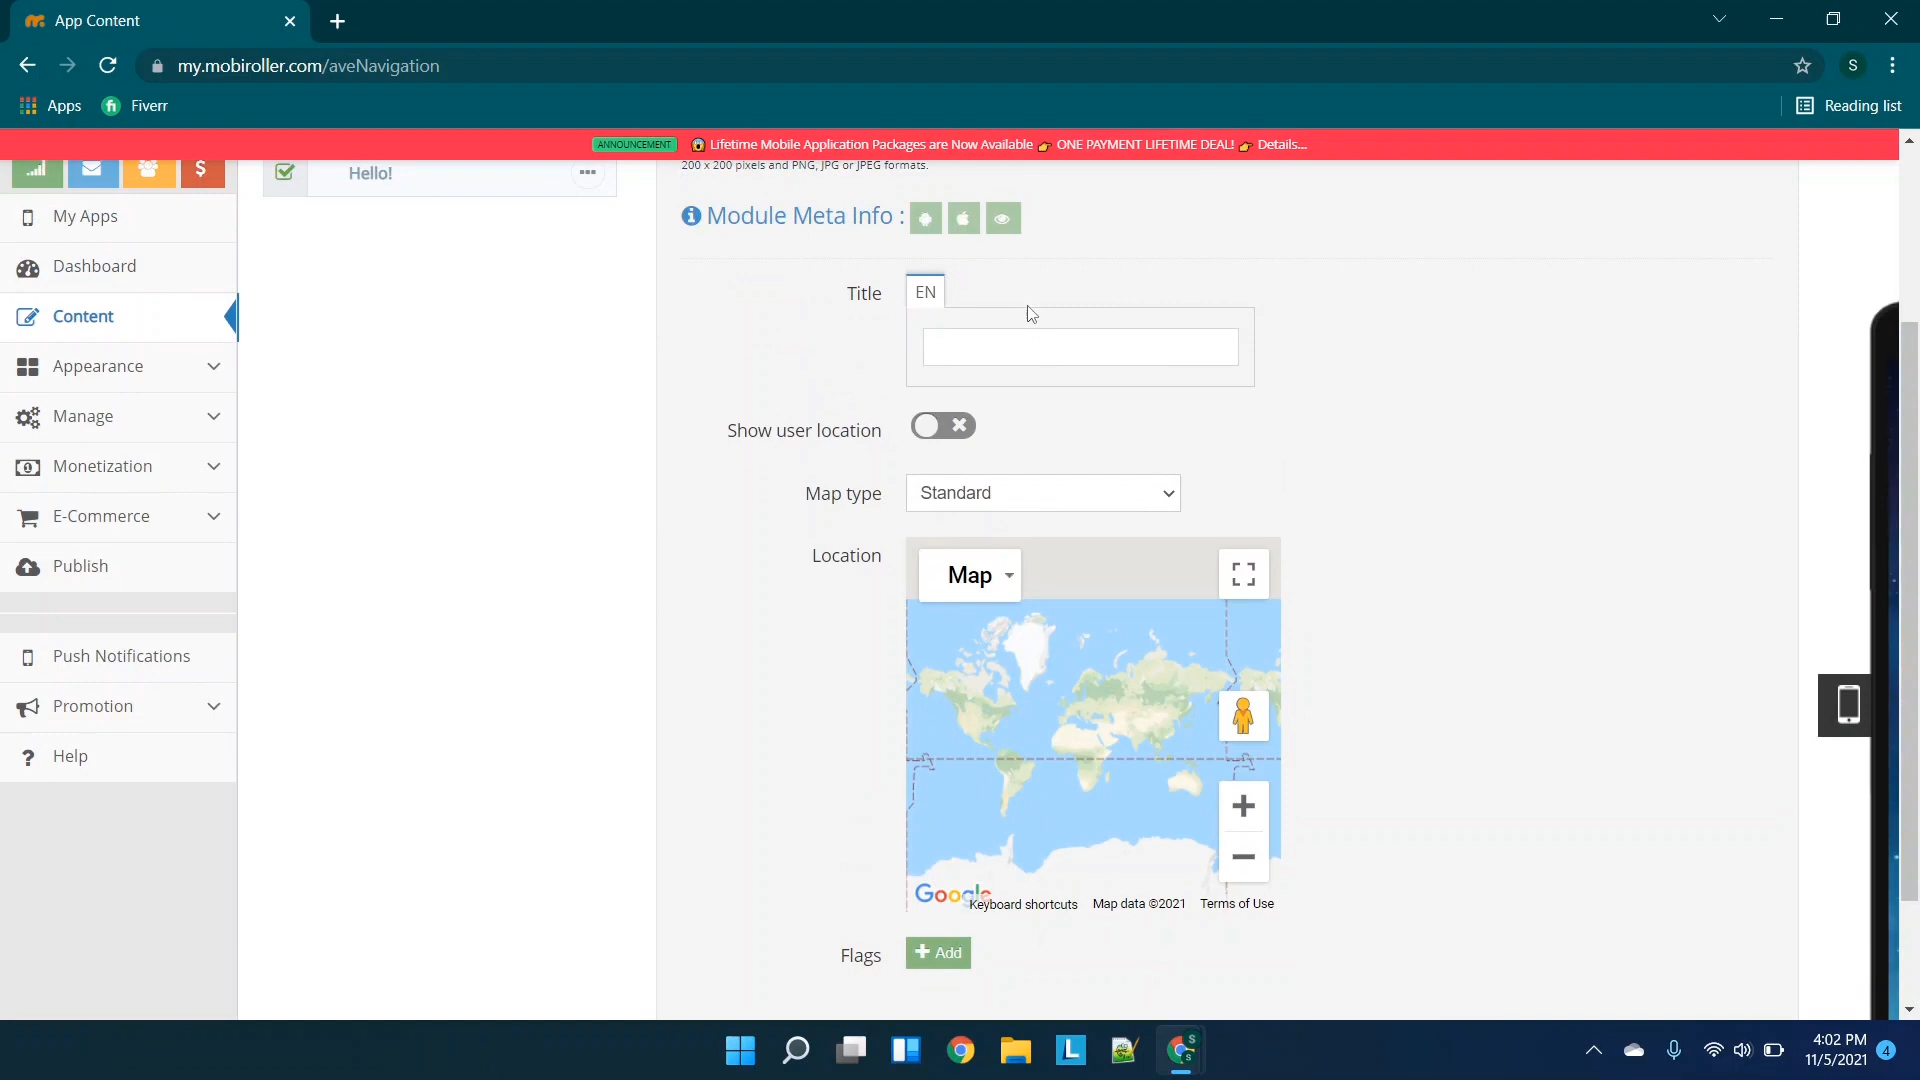 App Content
my.mobiroller.com/aveNavigation
S
Apps
Fiverr
Reading list
ANNOUNCEMENT
Lifetime Mobile Application Packages are Now Available 👉 ONE PAYMENT LIFETIME DEAL! 👉 Details...
Hello!
200 x 200 pixels and PNG, JPG or JPEG formats.
Module Meta Info :
My Apps
Dashboard
Content
Appearance
Manage
Monetization
E-Commerce
Publish
Push Notifications
Promotion
Help
Title
EN
Show user location
Map type
Standard
Location
Map
Google
Keyboard shortcuts
Map data ©2021
Terms of Use
Flags
Add
4:02 PM
11/5/2021
4